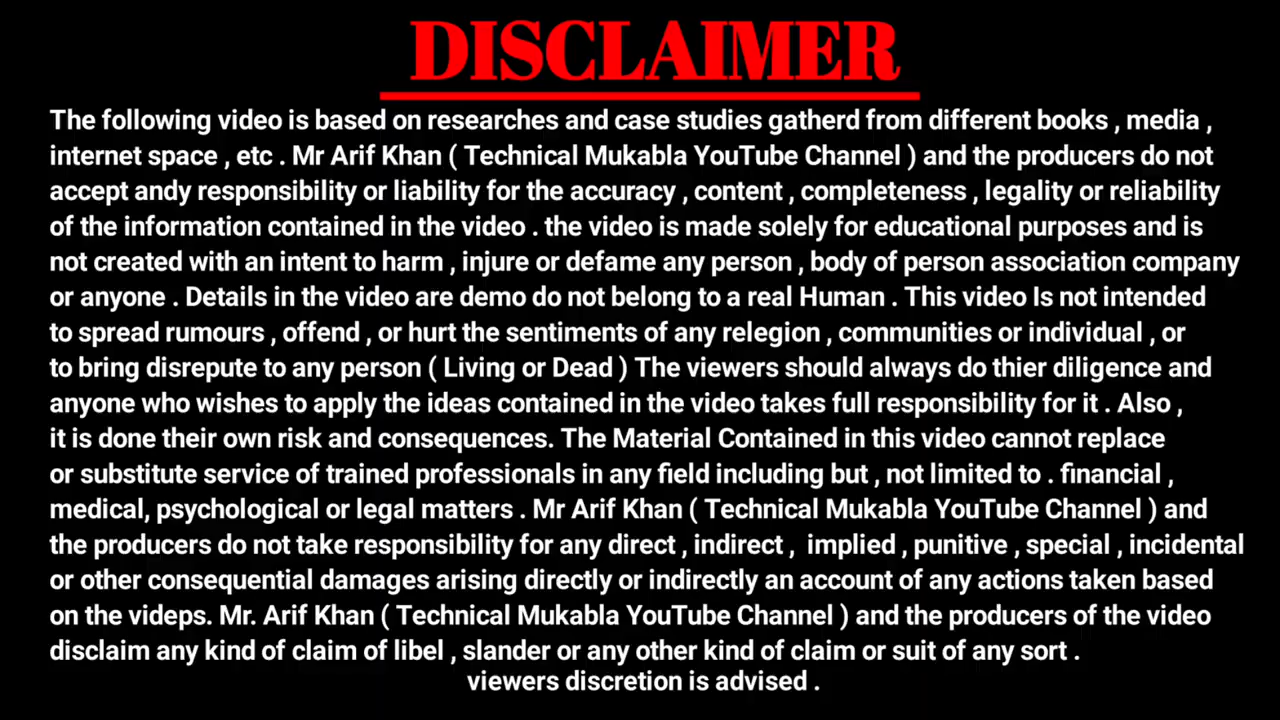 DISCLAIMER
The following video is based on researches and case studies gatherd from different books , media ,
internet space , etc . Mr Arif Khan ( Technical Mukabla YouTube Channel ) and the producers do not
accept andy responsibility or liability for the accuracy , content , completeness , legality or reliability
of the information contained in the video . the video is made solely for educational purposes and is
not created with an intent to harm , injure or defame any person , body of person association company
or anyone . Details in the video are demo do not belong to a real Human . This video Is not intended
to spread rumours , offend , or hurt the sentiments of any relegion , communities or individual , or
to bring disrepute to any person ( Living or Dead ) The viewers should always do thier diligence and
anyone who wishes to apply the ideas contained in the video takes full responsibility for it . Also ,
it is done their own risk and consequences. The Material Contained in this video cannot replace
or substitute service of trained professionals in any field including but , not limited to . financial ,
medical, psychological or legal matters . Mr Arif Khan ( Technical Mukabla YouTube Channel ) and
the producers do not take responsibility for any direct , indirect ,  implied , punitive , special , incidental
or other consequential damages arising directly or indirectly an account of any actions taken based
on the videps. Mr. Arif Khan ( Technical Mukabla YouTube Channel ) and the producers of the video
disclaim any kind of claim of libel , slander or any other kind of claim or suit of any sort .
viewers discretion is advised .